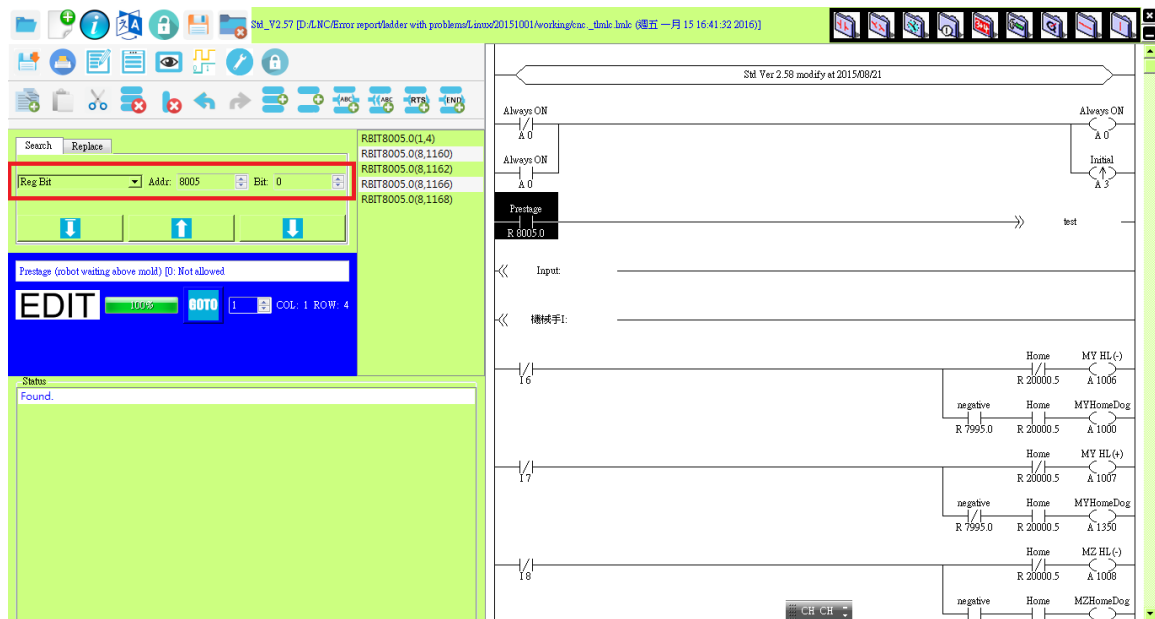 Std_V2.57 [D:/LNC/Error report/ladder with problems/Linux/20151001/working/cnc._tlmlc.lmlc (週五 一月 15 16:41:32 2016)]
ABC
ABC
RTS
END
Search Replace
Reg Bit Addr: 8005 Bit: 0
RBIT8005.0(1,4)
RBIT8005.0(8,1160)
RBIT8005.0(8,1162)
RBIT8005.0(8,1166)
RBIT8005.0(8,1168)
Prestage (robot waiting above mold) [0: Not allowed
EDIT 100% GOTO 1 COL: 1 ROW: 4
Status
Found.
Std Ver 2.58 modify at 2015/08/21
Always ON Always ON
A 0 A 0
Always ON Initial
A 0 A 3
Prestage
R 8005.0 test
Input:
機械手I:
Home MY HL(-)
I 6 R 20000.5 A 1006
negative Home MYHomeDog
R 7995.0 R 20000.5 A 1000
Home MY HL(+)
I 7 R 20000.5 A 1007
negative Home MYHomeDog
R 7995.0 R 20000.5 A 1350
Home MZ HL(-)
I 8 R 20000.5 A 1008
negative Home MZHomeDog
CH CH